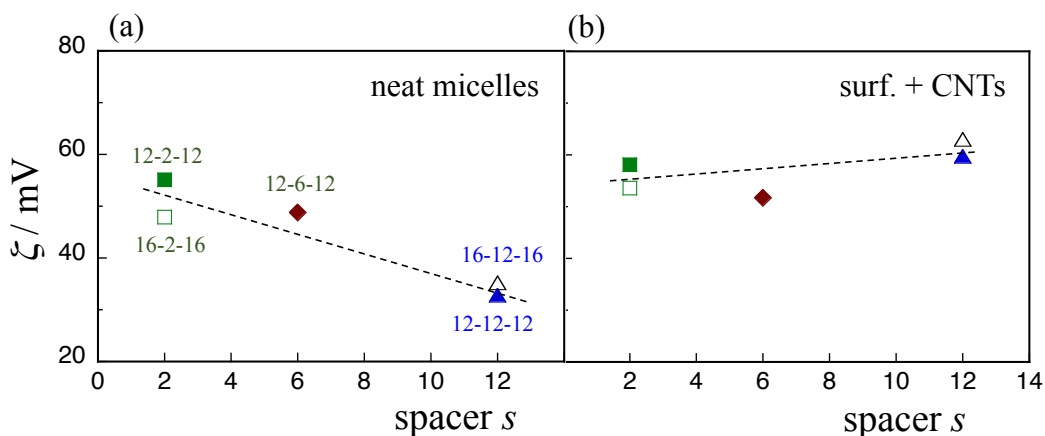 (a)
(b)
neat micelles
surf. + CNTs
80
60
40
20
ζ / mV
12-2-12
16-2-16
12-6-12
16-12-16
12-12-12
0 2 4 6 8 10 12
2 4 6 8 10 12 14
spacer s
spacer s